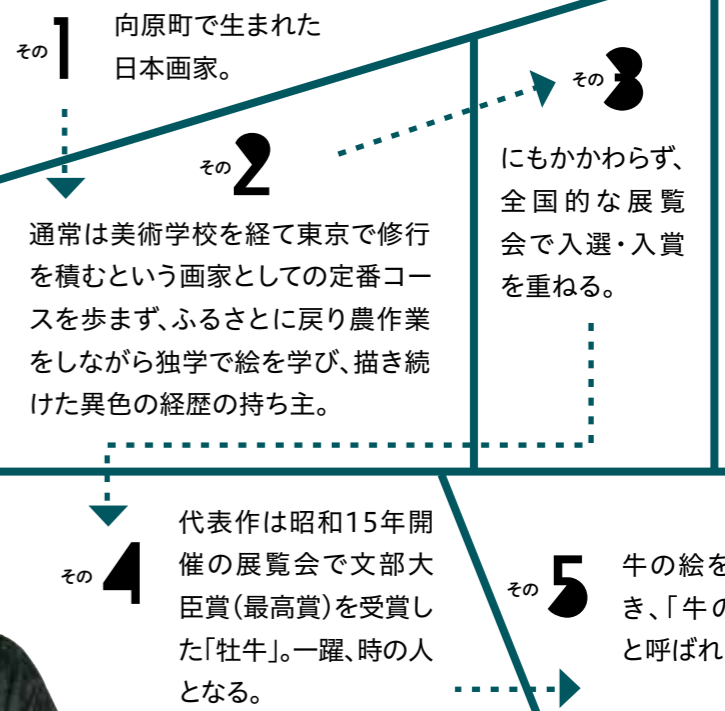 その1
向原町で生まれた
日本画家。
その2
通常は美術学校を経て東京で修行
を積むという画家としての定番コー
スを歩まず、ふるさとに戻り農作業
をしながら独学で絵を学び、描き続
けた異色の経歴の持ち主。
その3
にもかかわらず、
全国的な展覧
会で入選・入賞
を重ねる。
その4
代表作は昭和15年開
催の展覧会で文部大
臣賞(最高賞)を受賞し
た「牡牛」。一躍、時の人
となる。
その5
牛の絵を
き、「牛の
と呼ばれ